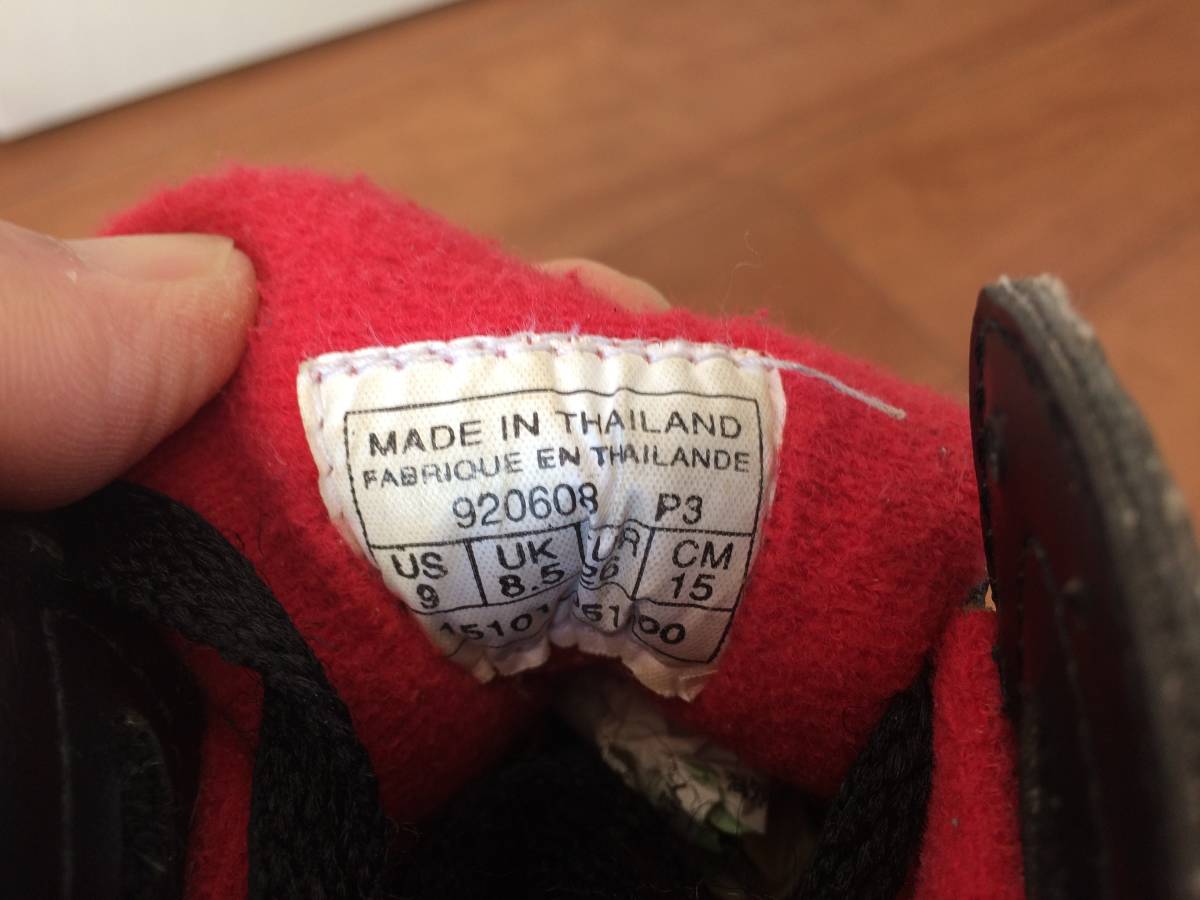 MADE IN THAILAND
FABRIQUE EN THAILANDE
920608 P3
US UK CM
9 8.5 15